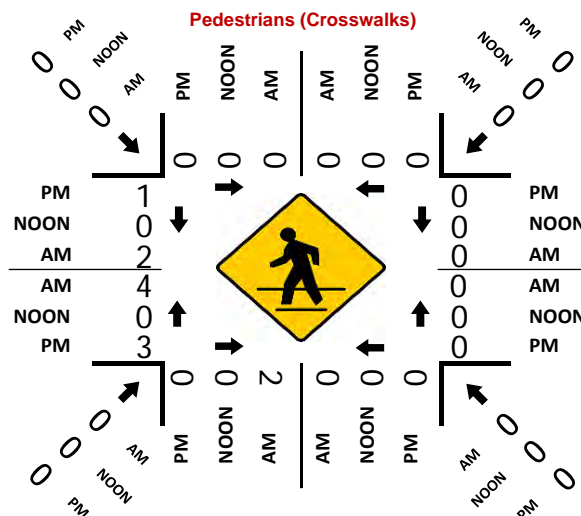 Pedestrians (Crosswalks)
0 PM
0 NOON
0 AM
PM NOON AM AM NOON PM
PM 0
NOON 0
AM 0
0 0 0 0 0 0
PM 1 0 PM
NOON 0 0 NOON
AM 2 0 AM
AM 4 0 AM
NOON 0 0 NOON
PM 3 0 PM
0 0 2 0 0 0
PM NOON AM AM NOON PM
0 AM
0 NOON
0 PM
AM 0
NOON 0
PM 0